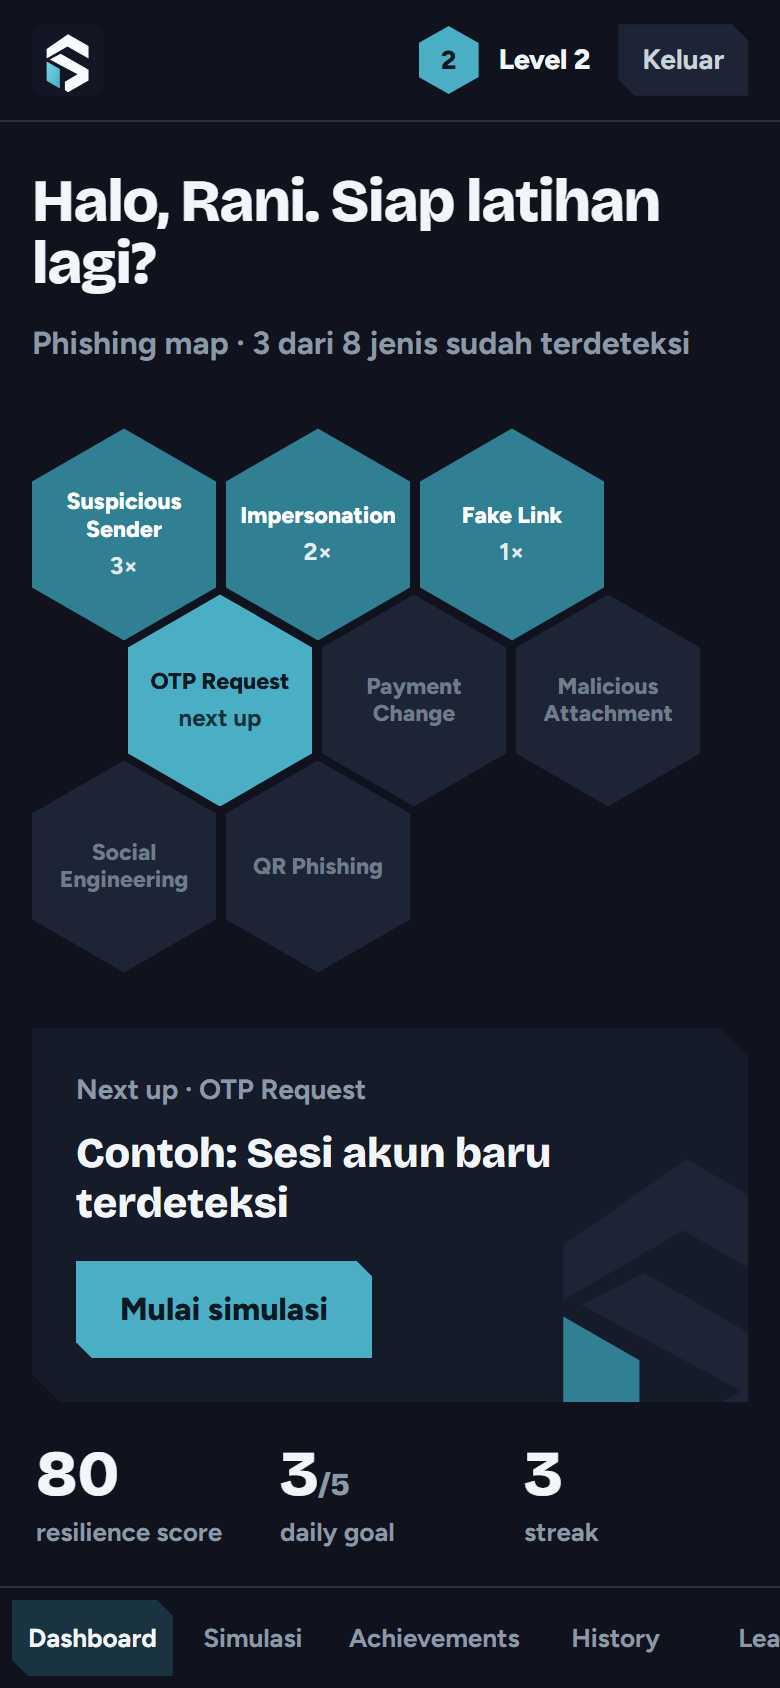 2 Level 2 Keluar
Halo, Rani. Siap latihan
lagi?
Phishing map · 3 dari 8 jenis sudah terdeteksi
Suspicious
Sender
3×
Impersonation
2×
Fake Link
1×
OTP Request
next up
Payment
Change
Malicious
Attachment
Social
Engineering
QR Phishing
Next up · OTP Request
Contoh: Sesi akun baru
terdeteksi
Mulai simulasi
80
resilience score
3/5
daily goal
3
streak
Dashboard Simulasi Achievements History Lea